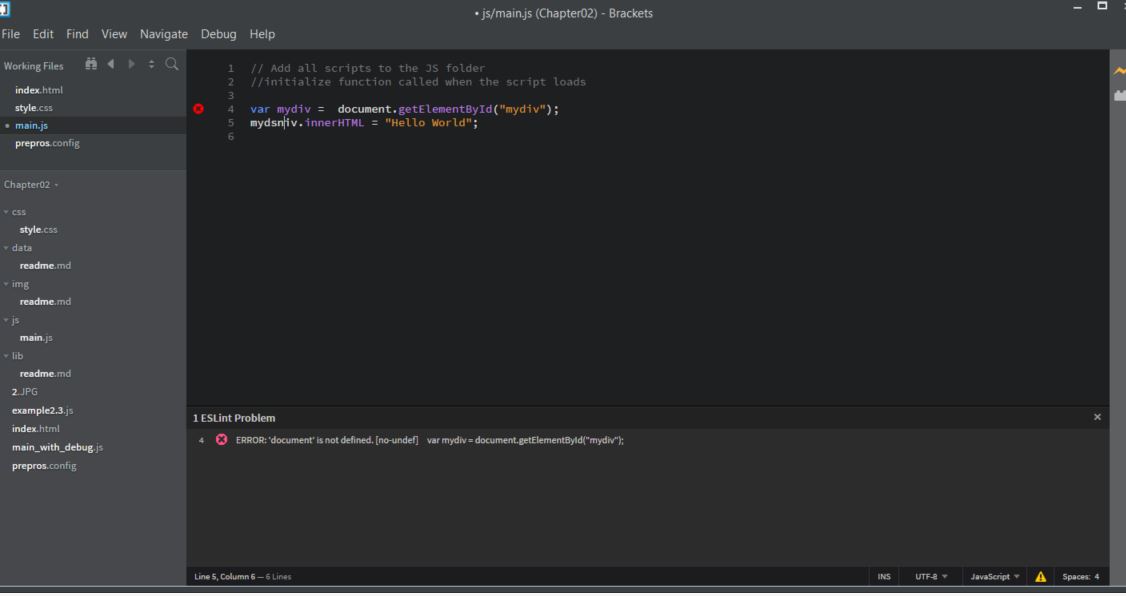 • js/main.js (Chapter02) - Brackets
File Edit Find View Navigate Debug Help
Working Files
index.html
style.css
• main.js
prepros.config
Chapter02
css
style.css
data
readme.md
img
readme.md
js
main.js
lib
readme.md
2.JPG
example2.3.js
index.html
main_with_debug.js
prepros.config
1 // Add all scripts to the JS folder
2 //initialize function called when the script loads
3
4 var mydiv =  document.getElementById("mydiv");
5 mydsniv.innerHTML = "Hello World";
6
1 ESLint Problem
4 ERROR: 'document' is not defined. [no-undef] var mydiv = document.getElementById("mydiv");
Line 5, Column 6 — 6 Lines
INS UTF-8 JavaScript Spaces: 4